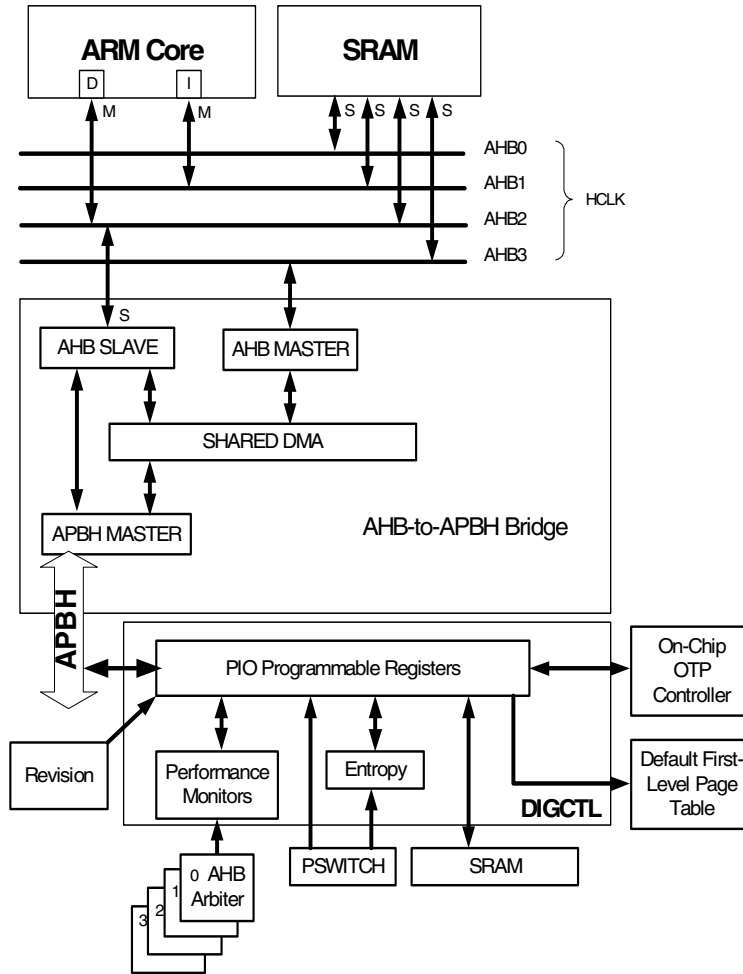 ARM Core
SRAM
D
I
M
M
S
S
S
S
AHB0
AHB1
AHB2
AHB3
HCLK
S
AHB SLAVE
AHB MASTER
SHARED DMA
APBH MASTER
AHB-to-APBH Bridge
APBH
PIO Programmable Registers
On-Chip
OTP
Controller
Revision
Performance
Monitors
Entropy
Default First-
Level Page
Table
DIGCTL
PSWITCH
SRAM
0 AHB
Arbiter
1
2
3